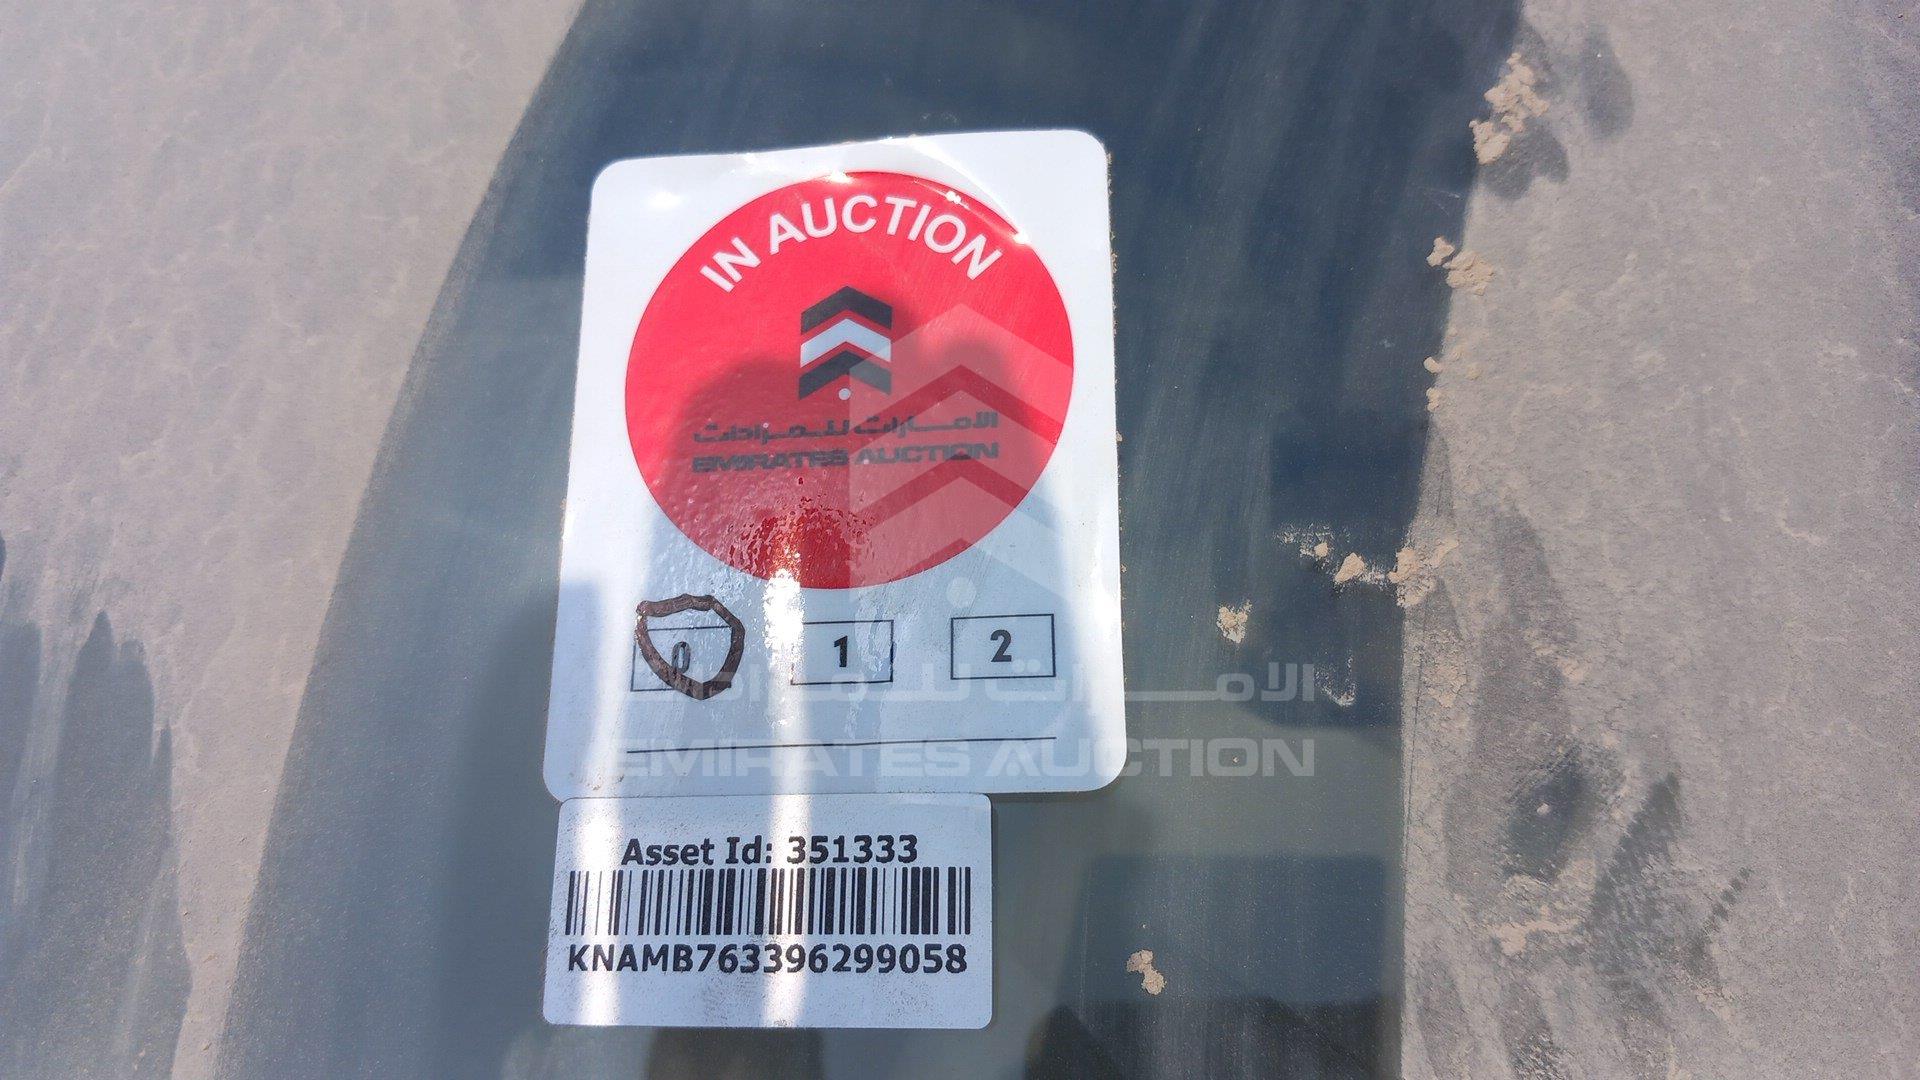 IN AUCTION
الامارات للمزادات
EMIRATES AUCTION
0 1 2
الامارات للمزادات
EMIRATES AUCTION
Asset Id: 351333
KNAMB763396299058